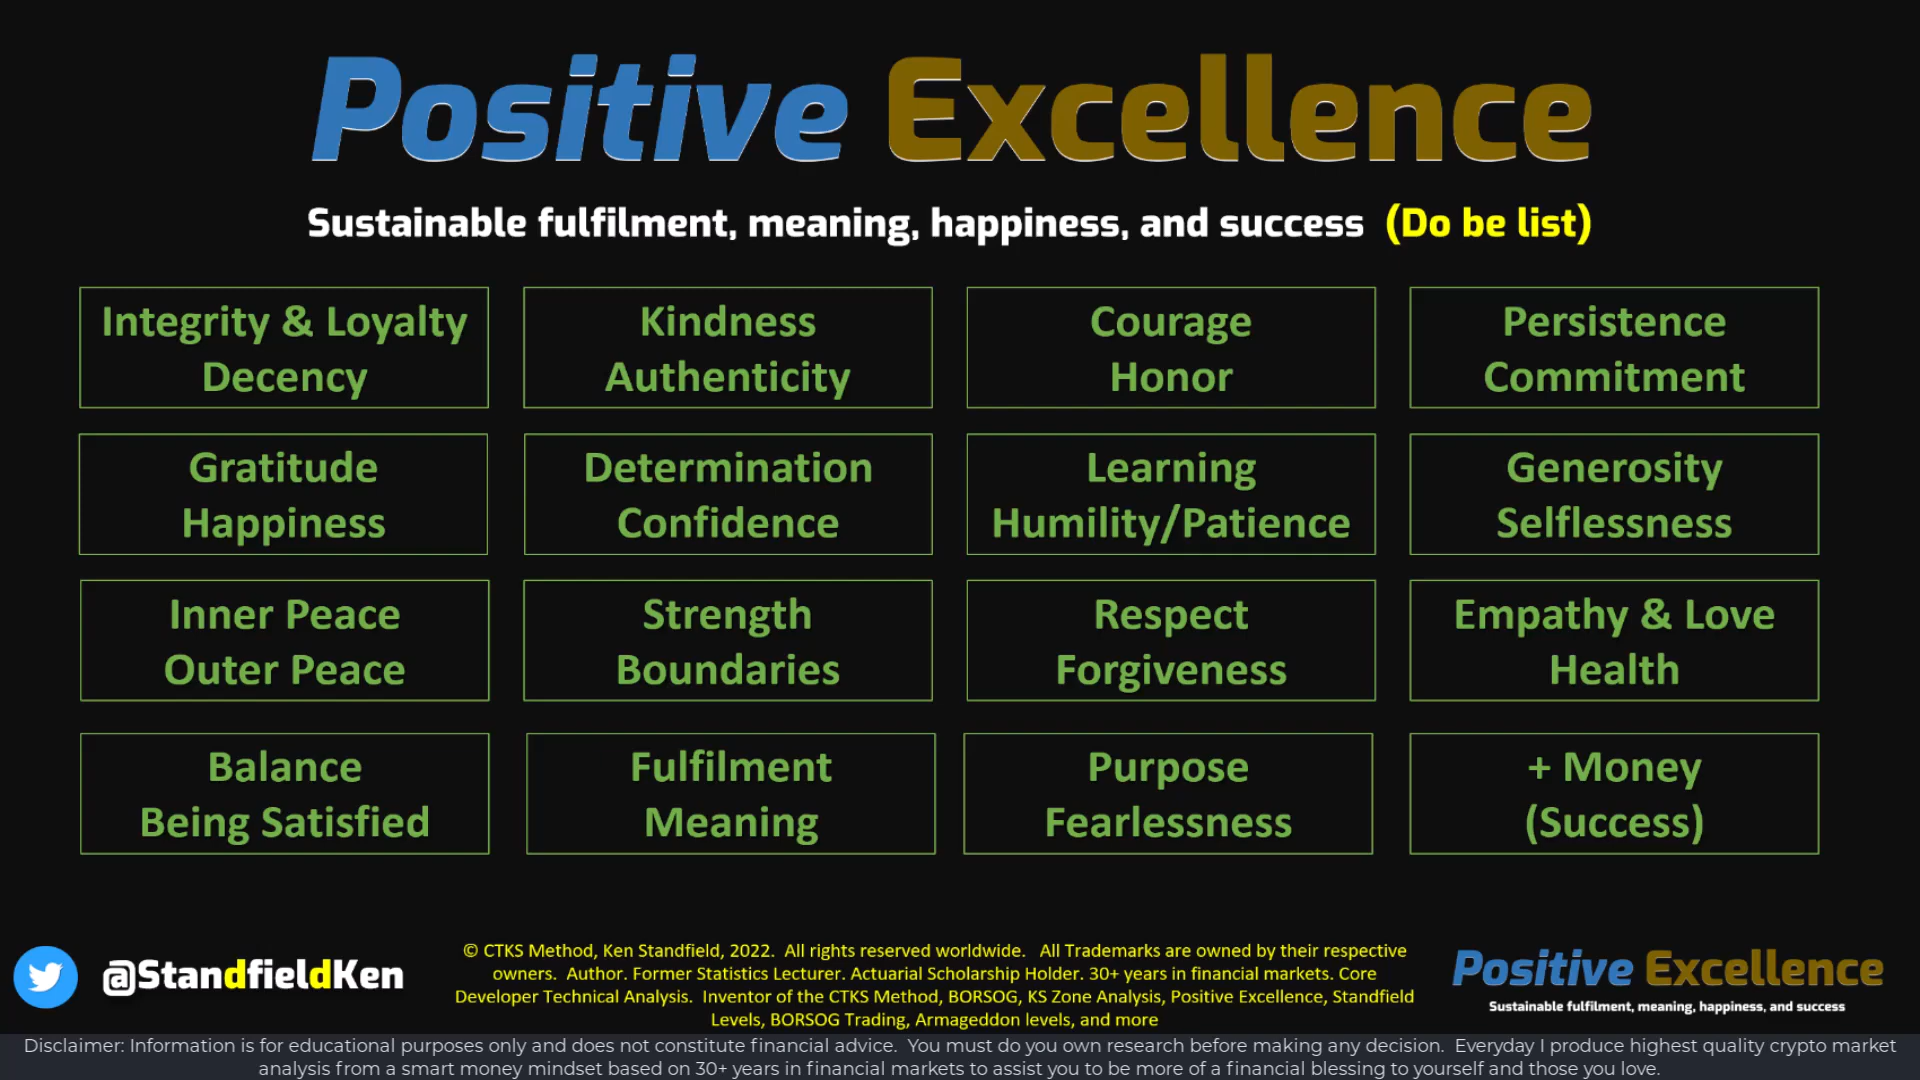 Positive Excellence
Sustainable fulfilment, meaning, happiness, and success (Do be list)
Integrity & Loyalty
Decency
Kindness
Authenticity
Courage
Honor
Persistence
Commitment
Gratitude
Happiness
Determination
Confidence
Learning
Humility/Patience
Generosity
Selflessness
Inner Peace
Outer Peace
Strength
Boundaries
Respect
Forgiveness
Empathy & Love
Health
Balance
Being Satisfied
Fulfilment
Meaning
Purpose
Fearlessness
+ Money
(Success)
@StandfieldKen
© CTKS Method, Ken Standfield, 2022. All rights reserved worldwide. All Trademarks are owned by their respective
owners. Author. Former Statistics Lecturer. Actuarial Scholarship Holder. 30+ years in financial markets. Core
Developer Technical Analysis. Inventor of the CTKS Method, BORSOG, KS Zone Analysis, Positive Excellence, Standfield
Levels, BORSOG Trading, Armageddon levels, and more
Positive Excellence
Sustainable fulfilment, meaning, happiness, and success
Disclaimer: Information is for educational purposes only and does not constitute financial advice. You must do you own research before making any decision. Everyday I produce highest quality crypto market
analysis from a smart money mindset based on 30+ years in financial markets to assist you to be more of a financial blessing to yourself and those you love.